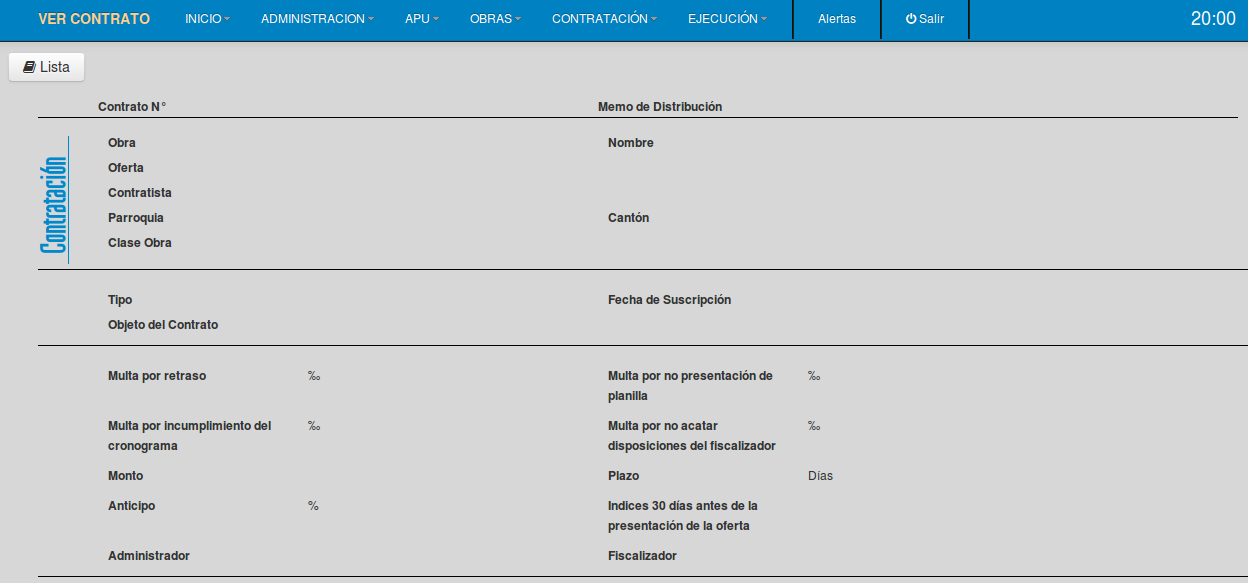 VER CONTRATO INICIO ADMINISTRACION APU OBRAS CONTRATACIÓN EJECUCIÓN Alertas Salir 20:00
Lista
Contrato N° Memo de Distribución
Contratación
Obra Nombre
Oferta
Contratista
Parroquia Cantón
Clase Obra
Tipo Fecha de Suscripción
Objeto del Contrato
Multa por retraso ‰ Multa por no presentación de ‰
planilla
Multa por incumplimiento del ‰ Multa por no acatar ‰
cronograma disposiciones del fiscalizador
Monto Plazo Días
Anticipo % Indices 30 días antes de la
presentación de la oferta
Administrador Fiscalizador